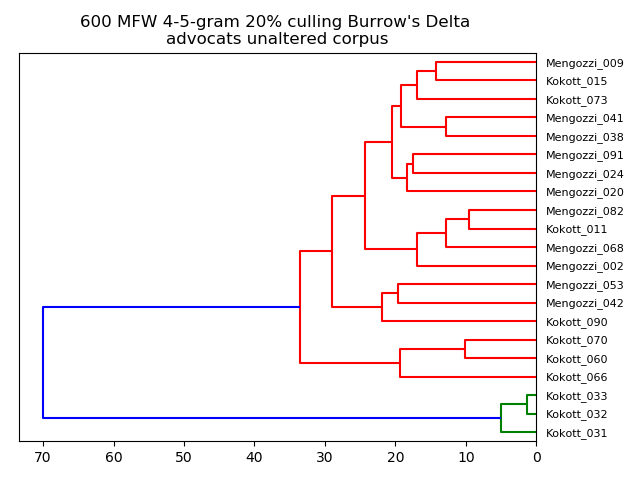 600 MFW 4-5-gram 20% culling Burrow's Delta
advocats unaltered corpus
Mengozzi_009
Kokott_015
Kokott_073
Mengozzi_041
Mengozzi_038
Mengozzi_091
Mengozzi_024
Mengozzi_020
Mengozzi_082
Kokott_011
Mengozzi_068
Mengozzi_002
Mengozzi_053
Mengozzi_042
Kokott_090
Kokott_070
Kokott_060
Kokott_066
Kokott_033
Kokott_032
Kokott_031
70 60 50 40 30 20 10 0